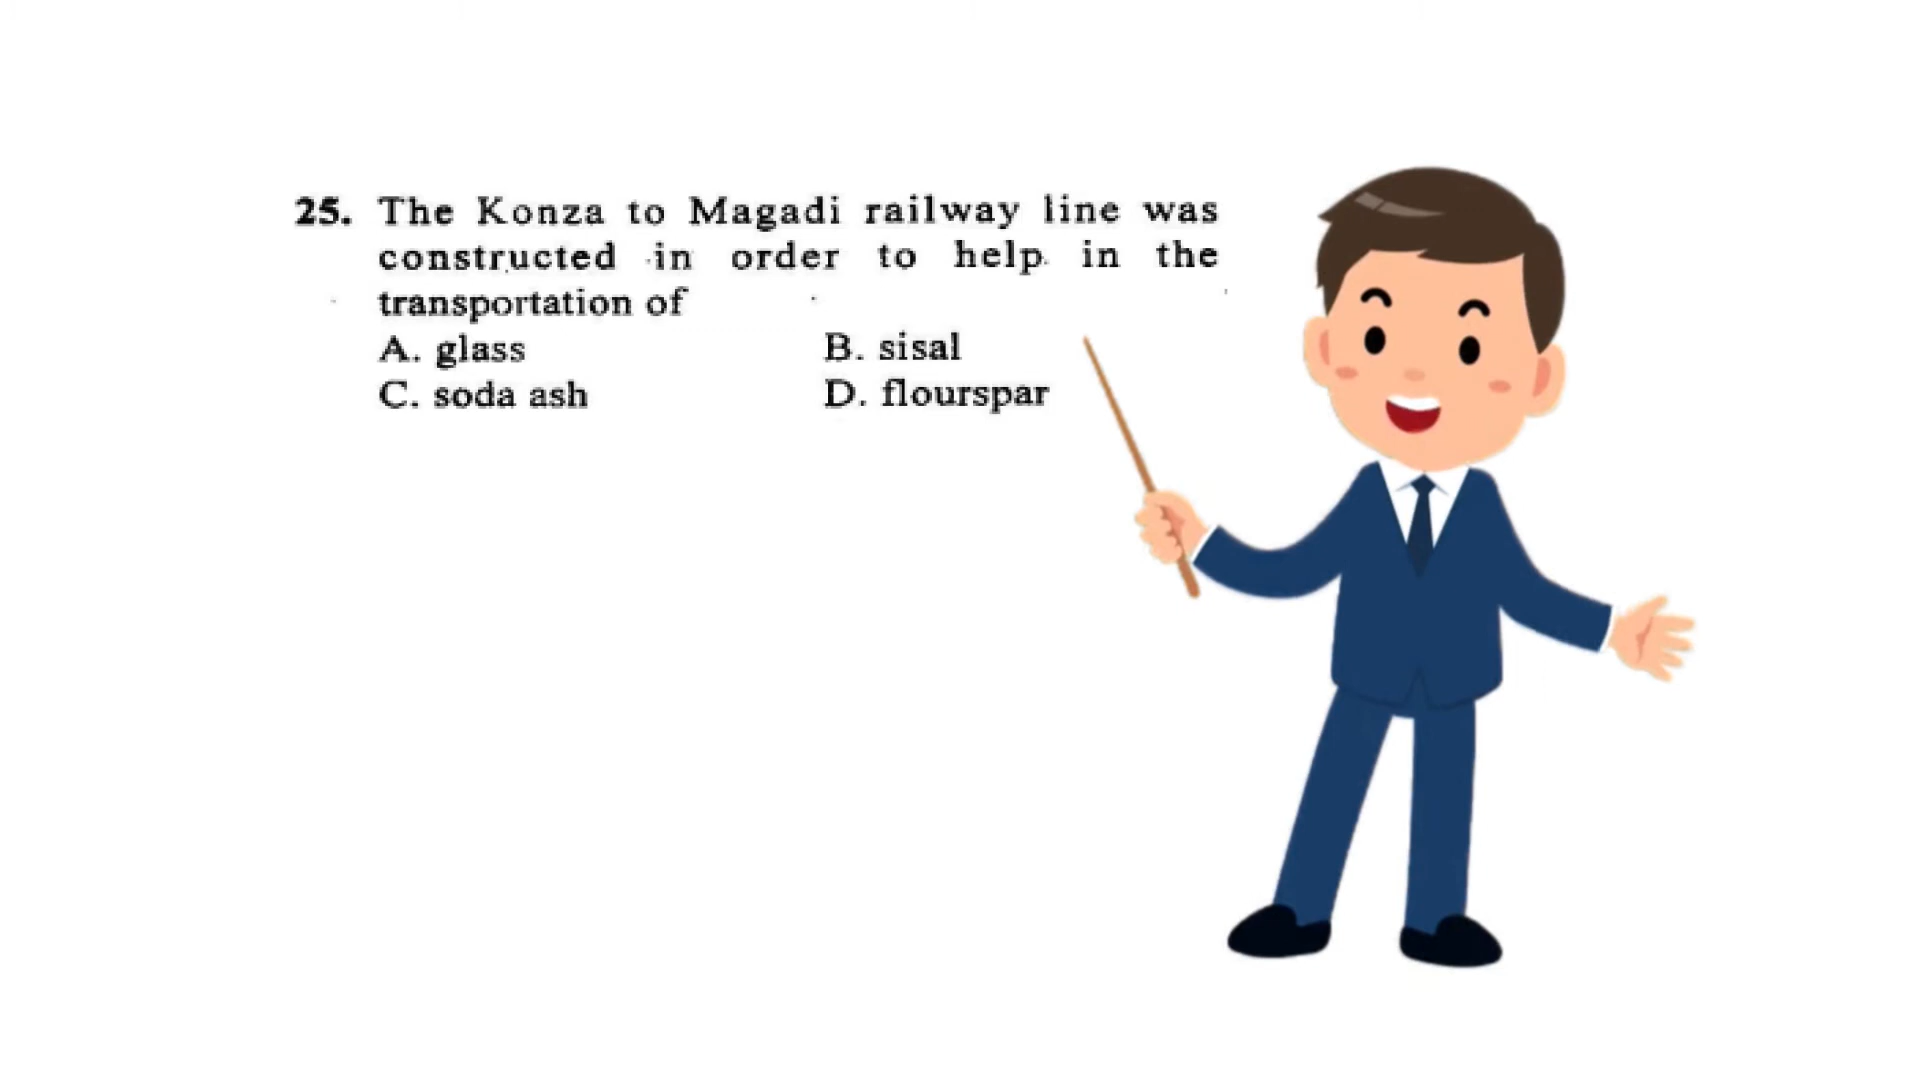 25. The Konza to Magadi railway line was
constructed in order to help in the
transportation of
A. glass B. sisal
C. soda ash D. flourspar